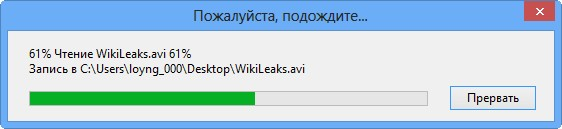 Пожалуйста, подождите...
61% Чтение WikiLeaks.avi 61%
Запись в C:\Users\loyng_000\Desktop\WikiLeaks.avi
Прервать